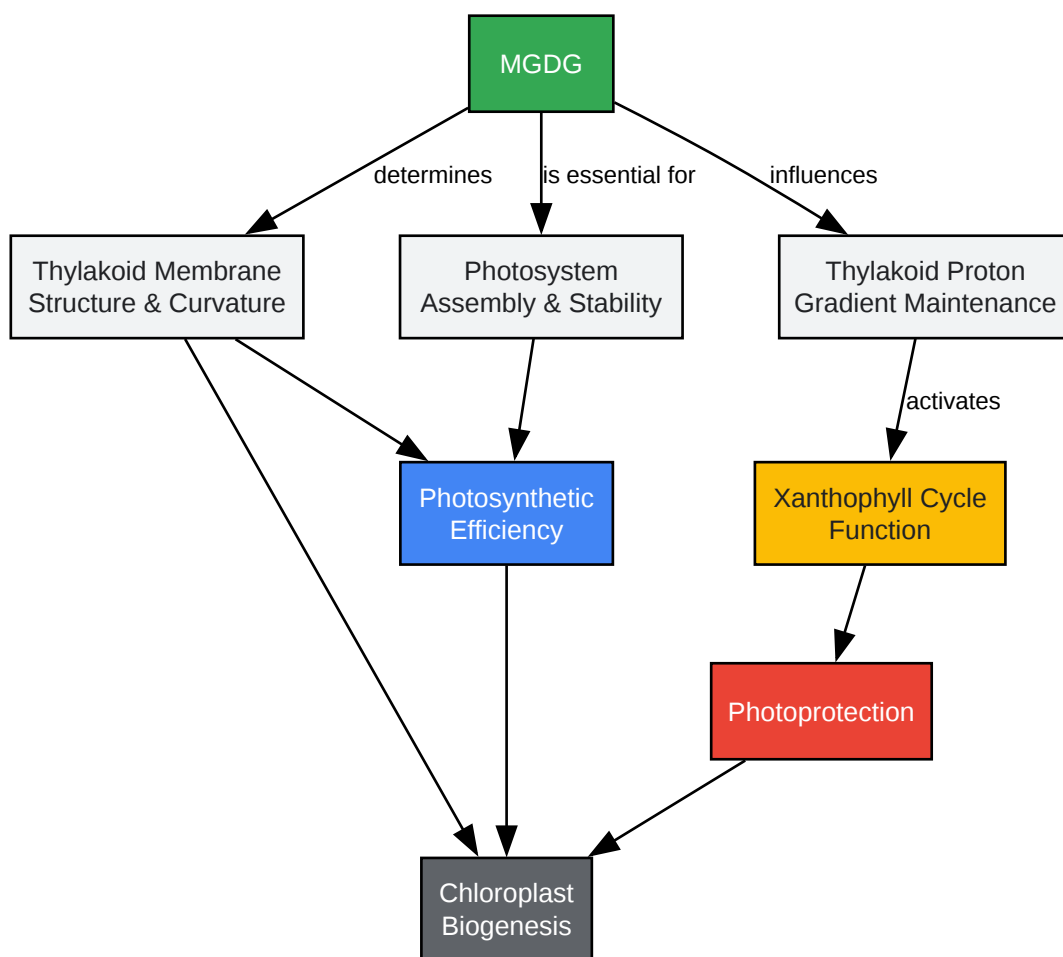 MGDG
determines
is essential for
influences
Thylakoid Membrane
Structure & Curvature
Photosystem
Assembly & Stability
Thylakoid Proton
Gradient Maintenance
activates
Photosynthetic
Efficiency
Xanthophyll Cycle
Function
Photoprotection
Chloroplast
Biogenesis